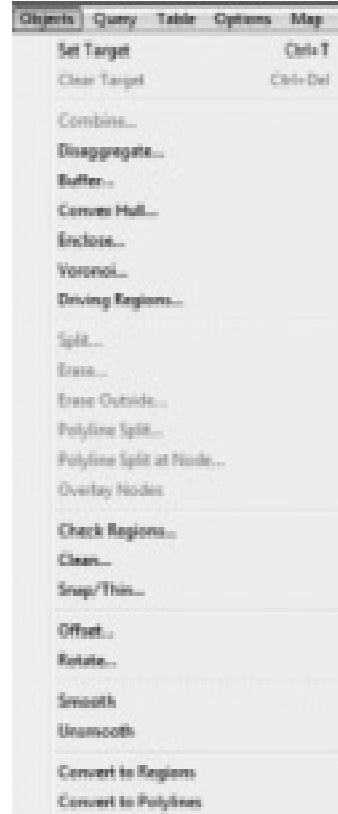 Objects Query Table Options Map
Set Target Ctrl+T
Clear Target Ctrl+Del
Combine...
Disaggregate...
Buffer...
Convex Hull...
Enclose...
Voronoi...
Driving Regions...
Split...
Erase...
Erase Outside...
Polyline Split...
Polyline Split at Node...
Overlay Nodes
Check Regions...
Clean...
Snap/Thin...
Offset...
Rotate...
Smooth
Unsmooth
Convert to Regions
Convert to Polylines